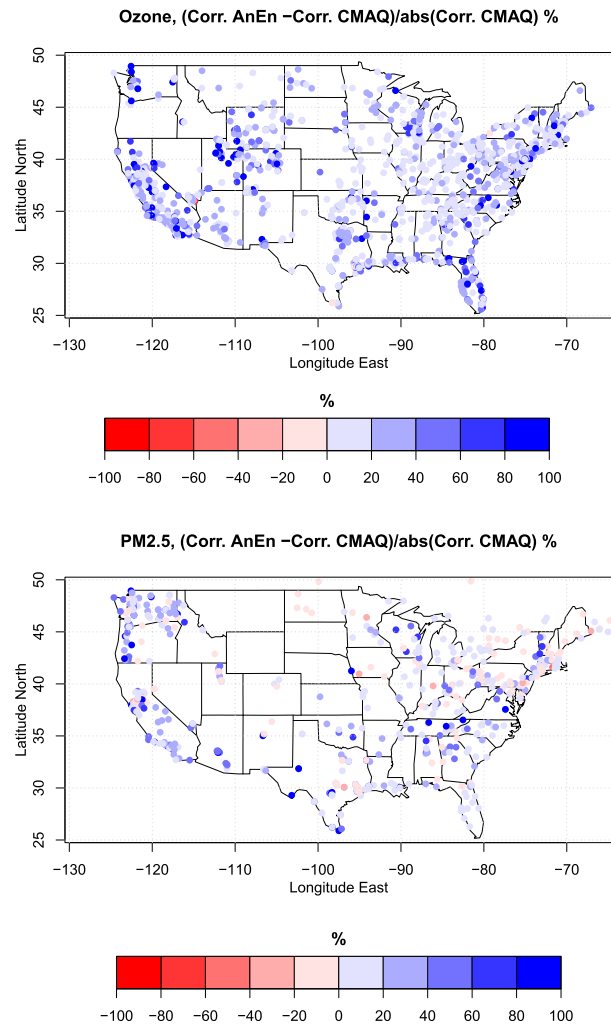 Ozone, (Corr. AnEn −Corr. CMAQ)/abs(Corr. CMAQ) %
50
45
40
35
30
25
Latitude North
−130 −120 −110 −100 −90 −80 −70
Longitude East
%
−100 −80 −60 −40 −20 0 20 40 60 80 100
PM2.5, (Corr. AnEn −Corr. CMAQ)/abs(Corr. CMAQ) %
50
45
40
35
30
25
Latitude North
−130 −120 −110 −100 −90 −80 −70
Longitude East
%
−100 −80 −60 −40 −20 0 20 40 60 80 100